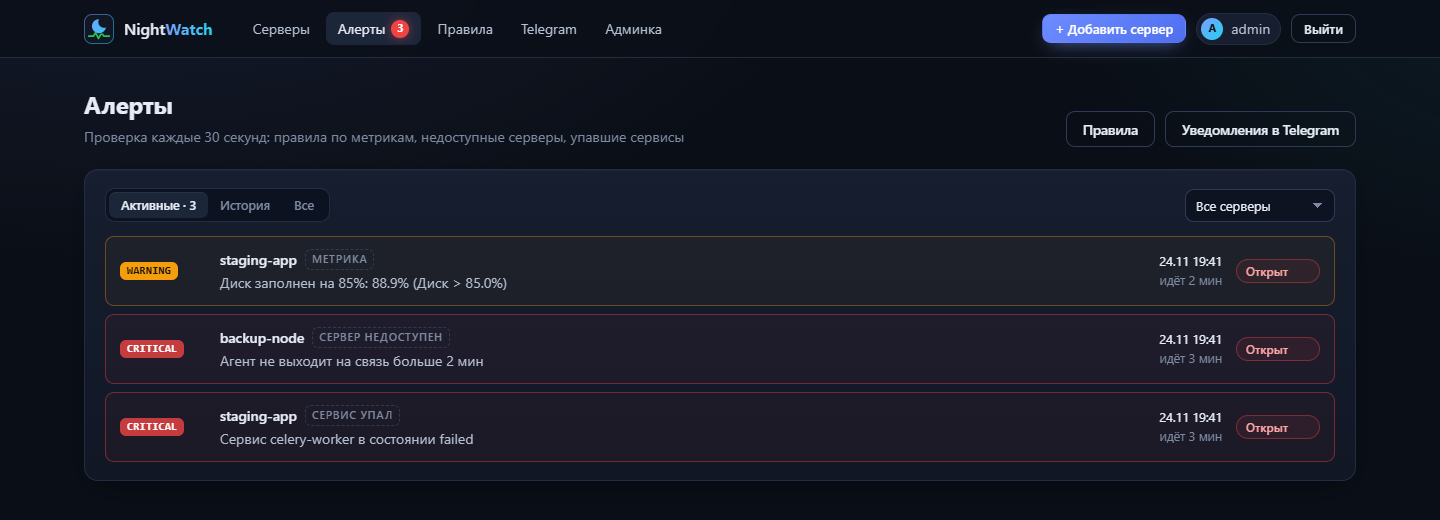 NightWatch Серверы Алерты 3 Правила Telegram Админка + Добавить сервер A admin Выйти
Алерты
Проверка каждые 30 секунд: правила по метрикам, недоступные серверы, упавшие сервисы
Правила Уведомления в Telegram
Активные · 3 История Все Все серверы
WARNING staging-app МЕТРИКА 24.11 19:41 Открыт
Диск заполнен на 85%: 88.9% (Диск > 85.0%) идёт 2 мин
CRITICAL backup-node СЕРВЕР НЕДОСТУПЕН 24.11 19:41 Открыт
Агент не выходит на связь больше 2 мин идёт 3 мин
CRITICAL staging-app СЕРВИС УПАЛ 24.11 19:41 Открыт
Сервис celery-worker в состоянии failed идёт 3 мин